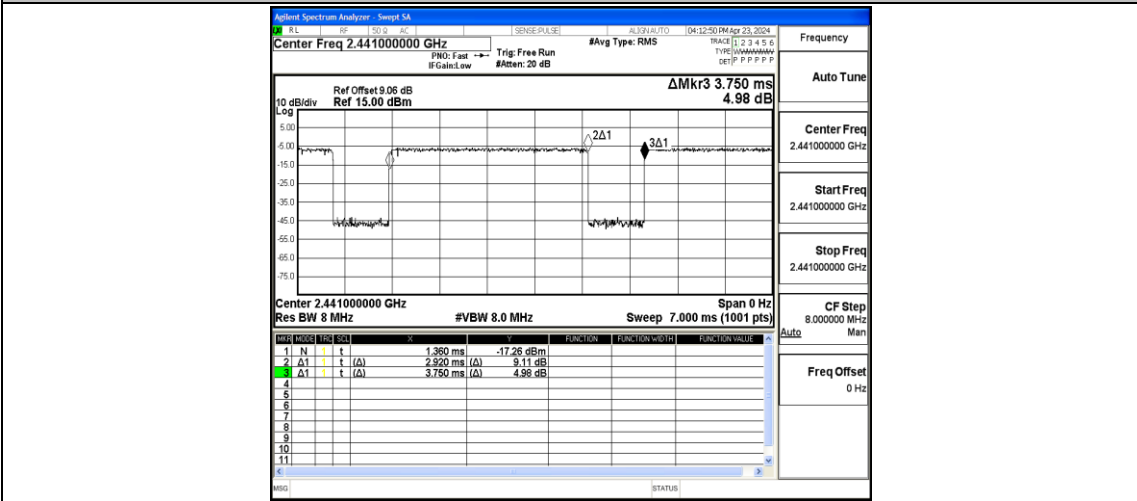 Agilent Spectrum Analyzer - Swept SA
RL RF 50 Ω AC SENSE:PULSE ALIGN AUTO 04:12:50 PM Apr 23, 2024
Center Freq 2.441000000 GHz #Avg Type: RMS TRACE 1 2 3 4 5 6
PNO: Fast Trig: Free Run TYPE
IFGain:Low #Atten: 20 dB DET P P P P P P
ΔMkr3 3.750 ms
4.98 dB
Ref Offset 9.06 dB
10 dB/div Ref 15.00 dBm
Log
5.00
-5.00
-15.0
-25.0
-35.0
-45.0
-55.0
-65.0
-75.0
2Δ1
3Δ1
Center 2.441000000 GHz Span 0 Hz
Res BW 8 MHz #VBW 8.0 MHz Sweep 7.000 ms (1001 pts)
MKR MODE TRC SCL X Y FUNCTION FUNCTION WIDTH FUNCTION VALUE
1 N 1 t 1.360 ms -17.26 dBm
2 Δ1 1 t (Δ) 2.920 ms (Δ) 9.11 dB
3 Δ1 1 t (Δ) 3.750 ms (Δ) 4.98 dB
4
5
6
7
8
9
10
11
MSG STATUS
Frequency
Auto Tune
Center Freq
2.441000000 GHz
Start Freq
2.441000000 GHz
Stop Freq
2.441000000 GHz
CF Step
8.000000 MHz
Auto Man
Freq Offset
0 Hz